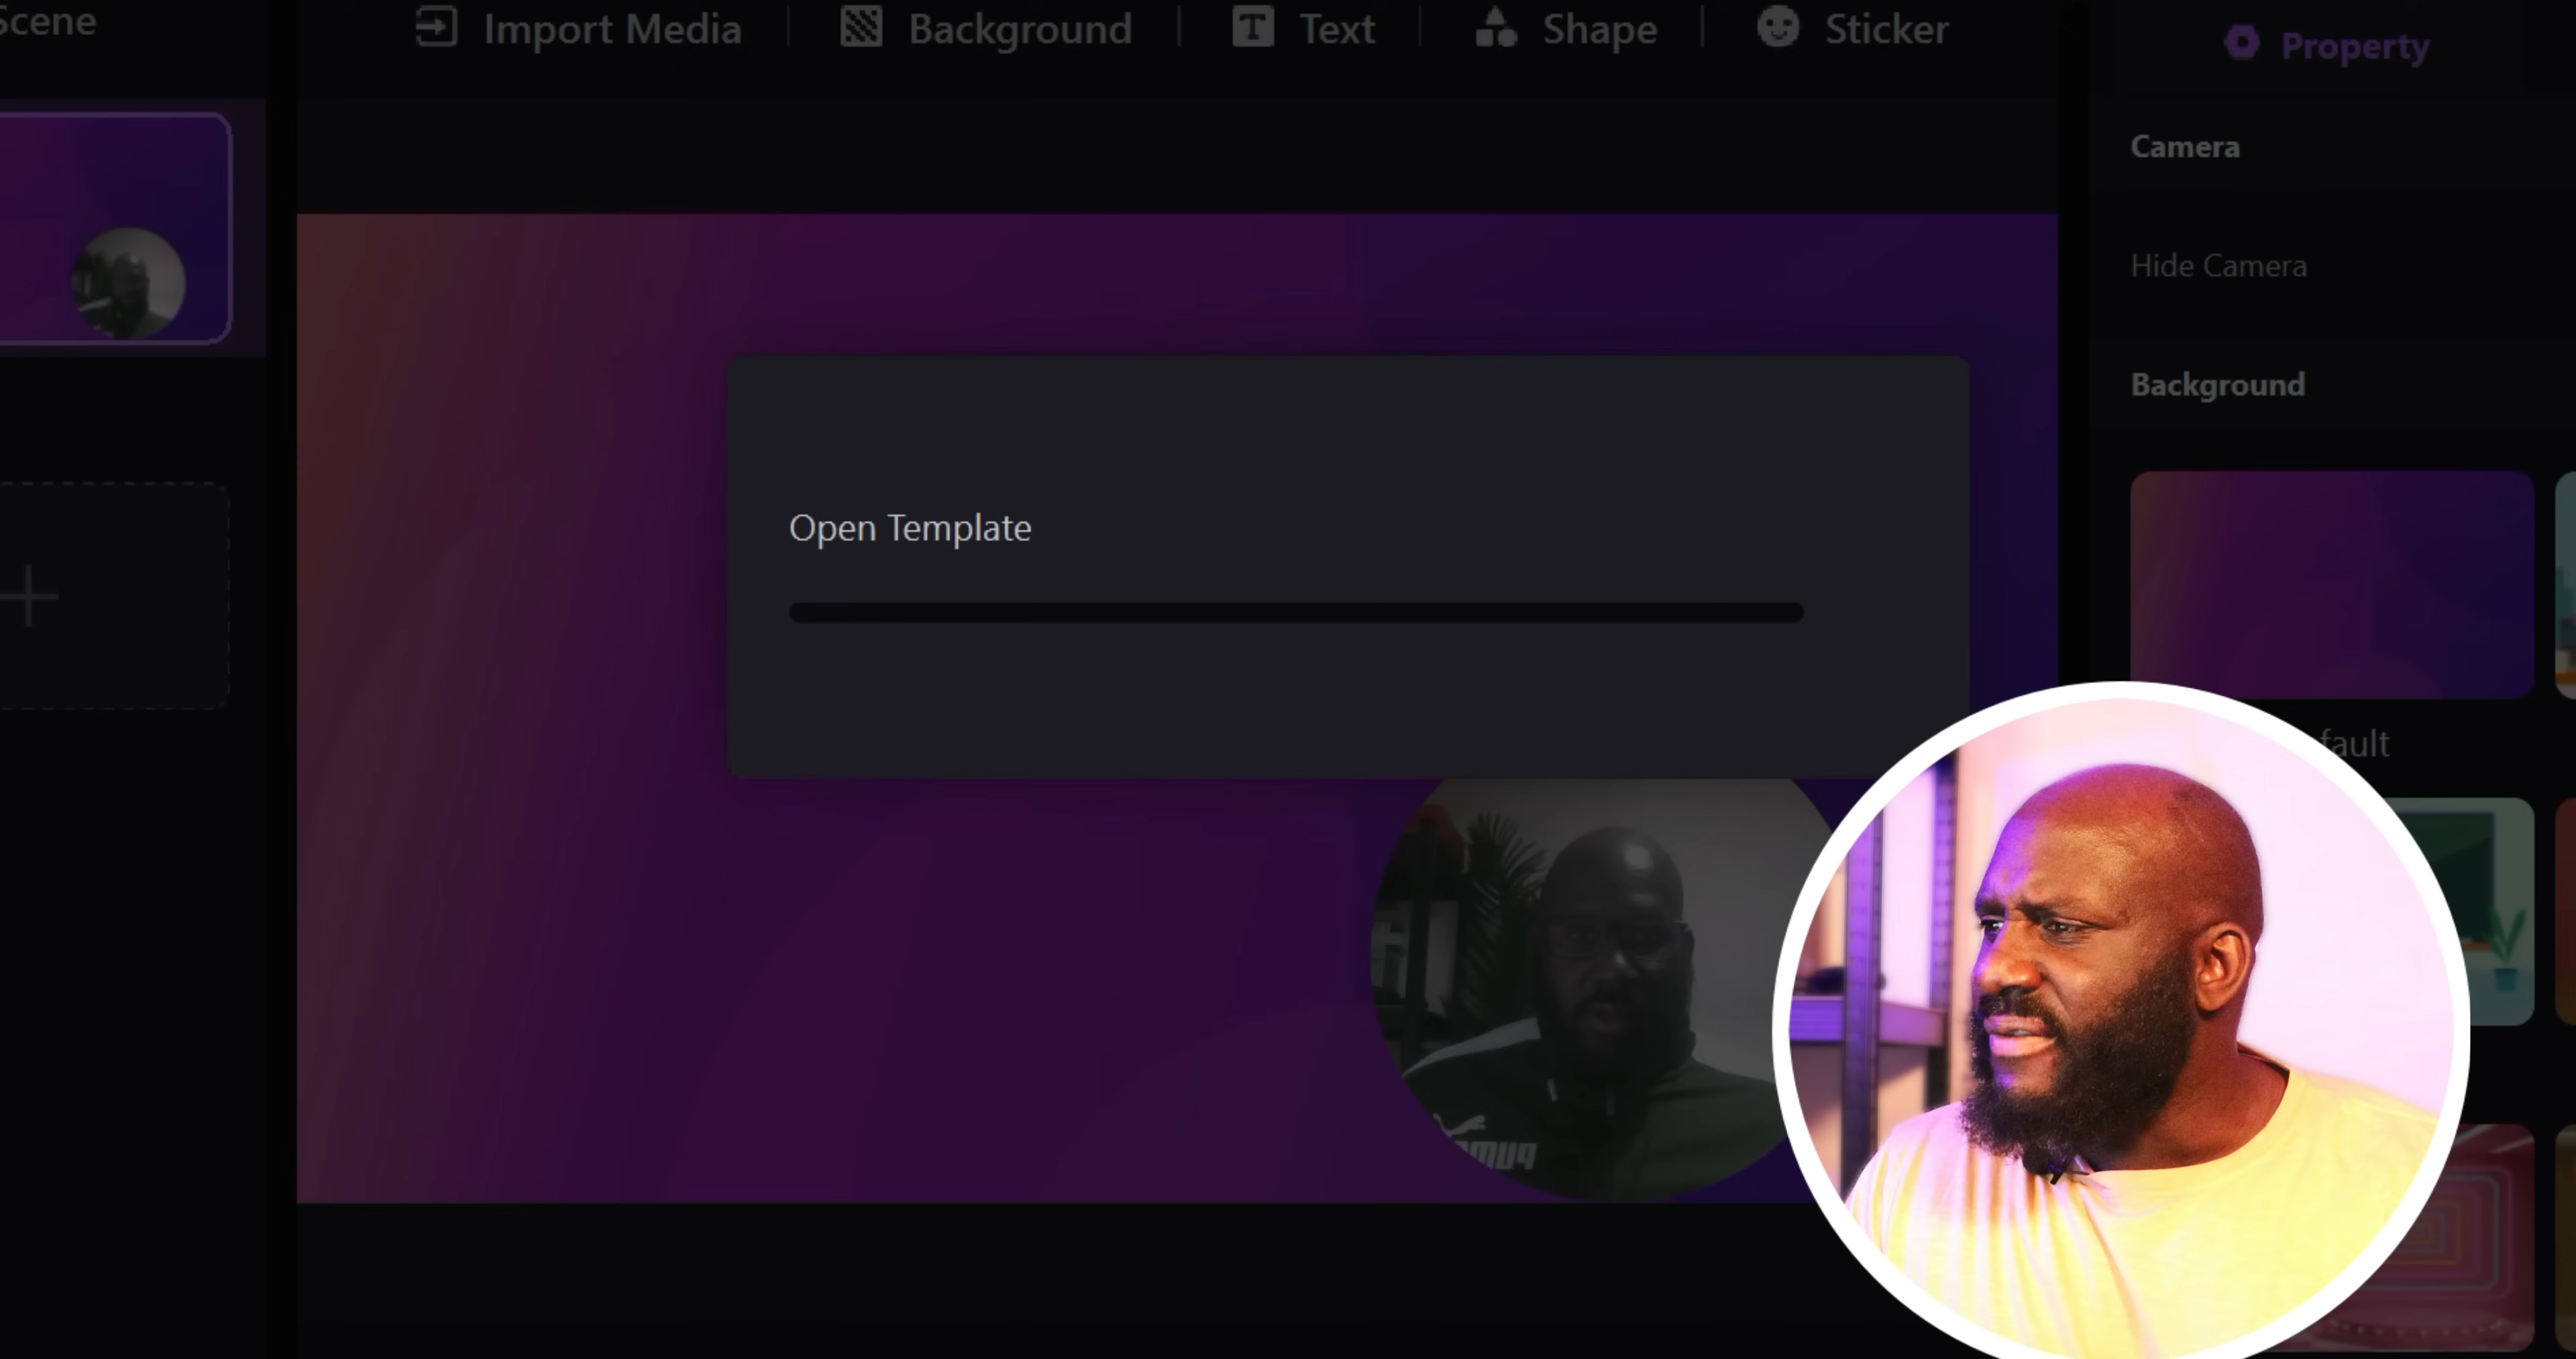 Scene
Import Media
Background
Text
Shape
Sticker
Property
Camera
Hide Camera
Background
Open Template
fault